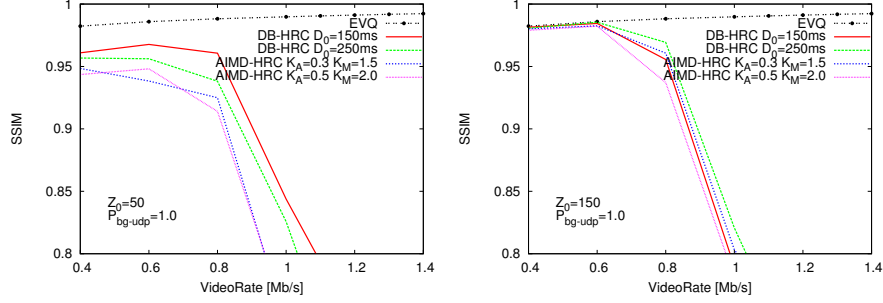 1
0.95
0.9
0.85
0.8
0.4 0.6 0.8 1 1.2 1.4
SSIM
VideoRate [Mb/s]
Z0=50
Pbg-udp=1.0
EVQ
DB-HRC D0=150ms
DB-HRC D0=250ms
AIMD-HRC KA=0.3 KM=1.5
AIMD-HRC KA=0.5 KM=2.0
1
0.95
0.9
0.85
0.8
0.4 0.6 0.8 1 1.2 1.4
SSIM
VideoRate [Mb/s]
Z0=150
Pbg-udp=1.0
EVQ
DB-HRC D0=150ms
DB-HRC D0=250ms
AIMD-HRC KA=0.3 KM=1.5
AIMD-HRC KA=0.5 KM=2.0